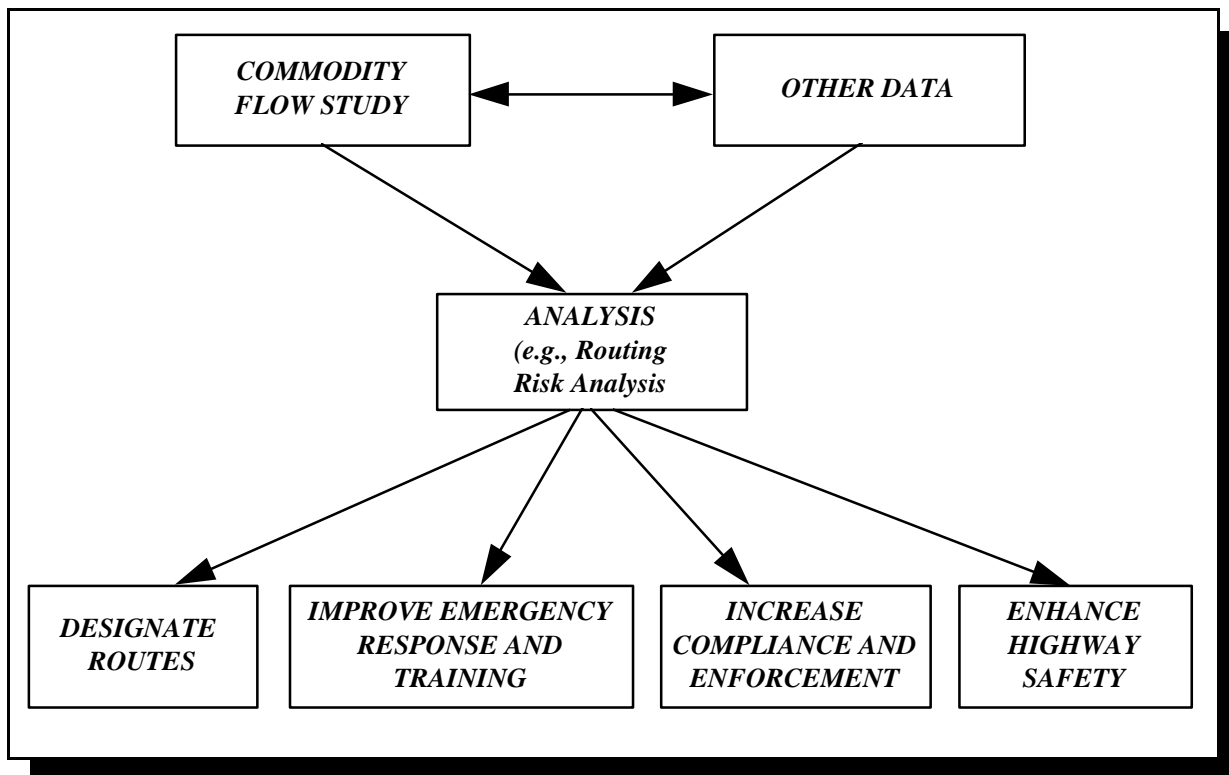 COMMODITY
FLOW STUDY
OTHER DATA
ANALYSIS
(e.g., Routing
Risk Analysis
DESIGNATE
ROUTES
IMPROVE EMERGENCY
RESPONSE AND
TRAINING
INCREASE
COMPLIANCE AND
ENFORCEMENT
ENHANCE
HIGHWAY
SAFETY